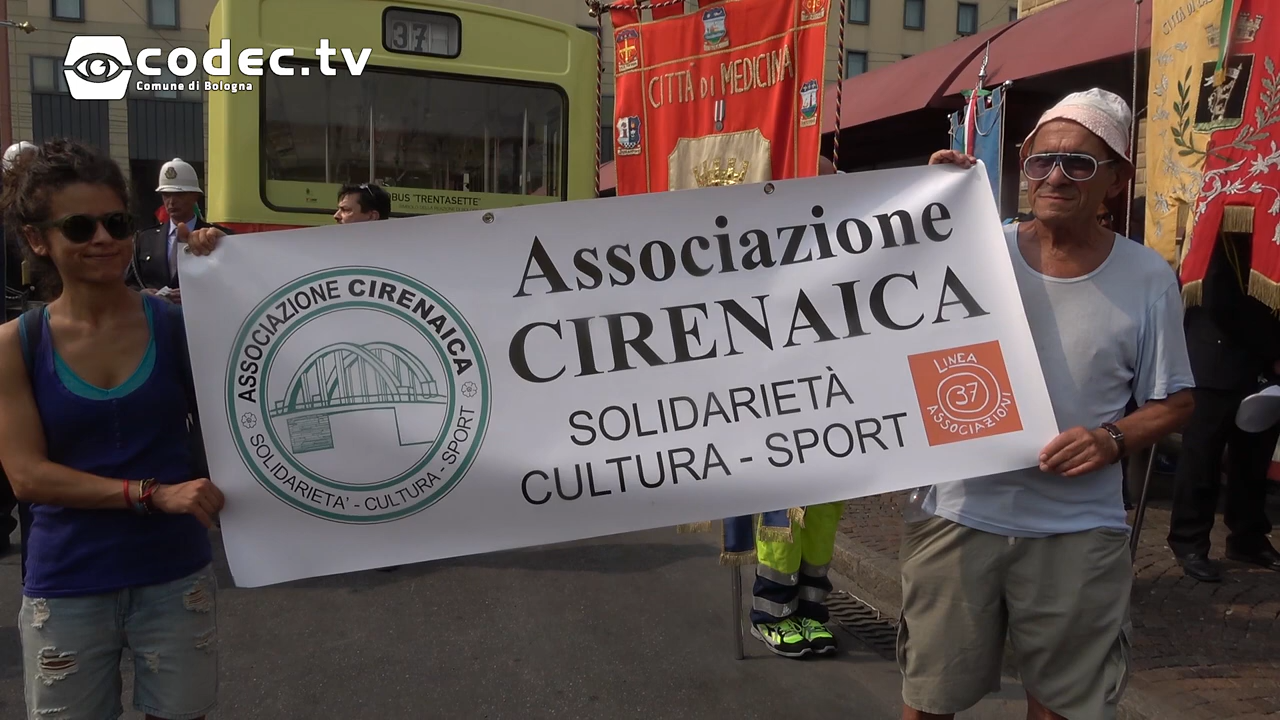 codec.tv
Comune di Bologna
37
CITTÀ DI MEDICINA
BUS "TRENTASETTE"
Associazione
CIRENAICA
SOLIDARIETÀ
CULTURA - SPORT
ASSOCIAZIONE CIRENAICA
SOLIDARIETA' - CULTURA - SPORT
LINEA
37
ASSOCIAZIONI